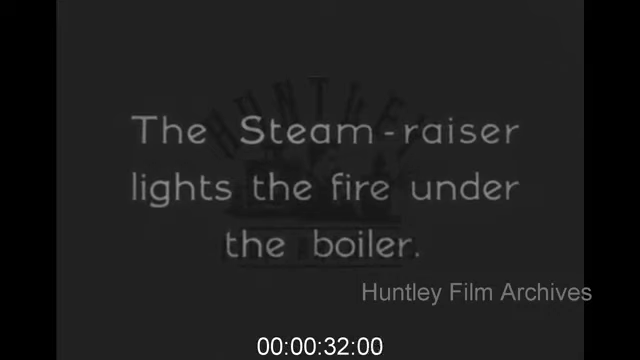 The Steam-raiser
lights the fire under
the boiler.
Huntley Film Archives
00:00:32:00